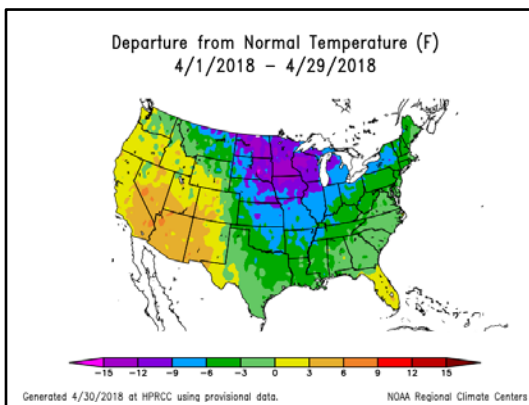 Departure from Normal Temperature (F)
4/1/2018 – 4/29/2018
-15 -12 -9 -6 -3 0 3 6 9 12 15
Generated 4/30/2018 at HPRCC using provisional data. NOAA Regional Climate Centers